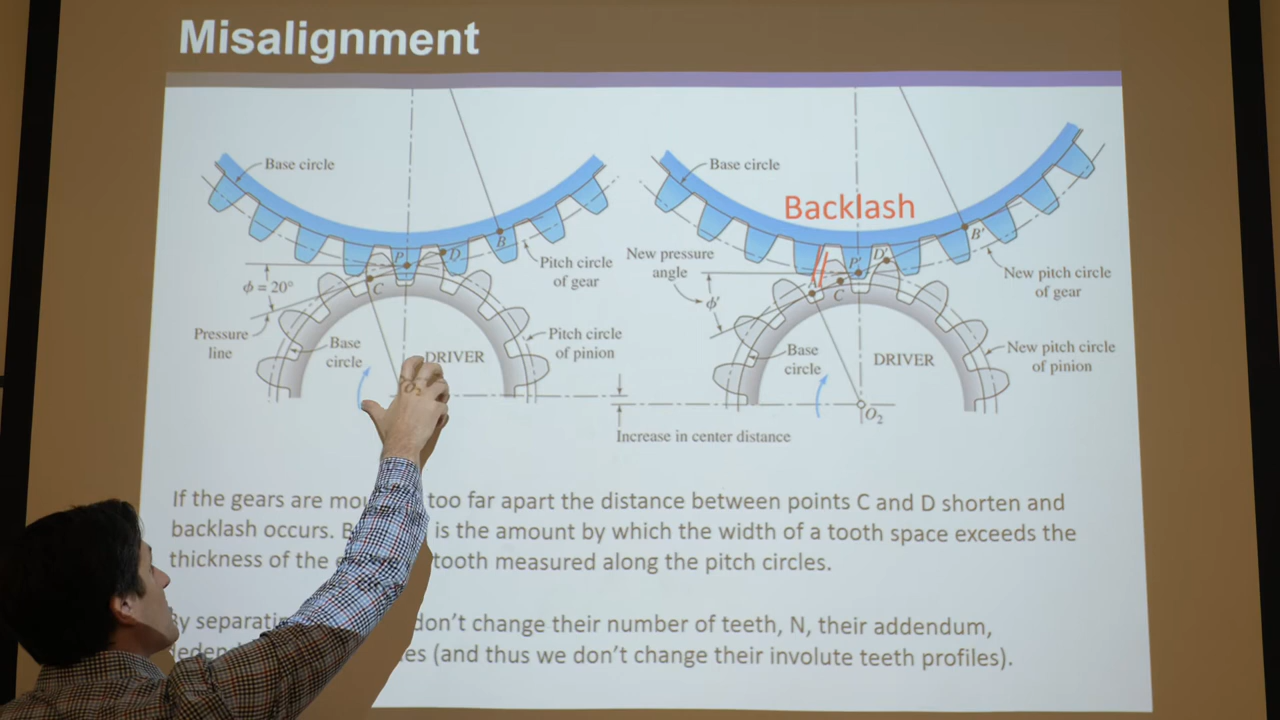 Misalignment
Base circle
P
D
B
C
ϕ = 20°
Pitch circle
of gear
Pressure
line
Base
circle
DRIVER
Pitch circle
of pinion
O₂
Base circle
Backlash
New pressure
angle
ϕ'
P'
D'
B'
A
C
New pitch circle
of gear
Base
circle
DRIVER
New pitch circle
of pinion
O₂
Increase in center distance
If the gears are too far apart the distance between points C and D shorten and
backlash occurs. is the amount by which the width of a tooth space exceeds the
thickness of the tooth measured along the pitch circles.
By don't change their number of teeth, N, their addendum,
(and thus we don't change their involute teeth profiles).